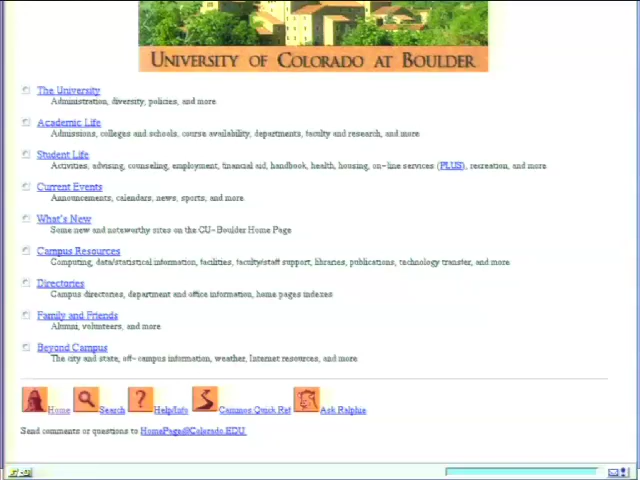 UNIVERSITY OF COLORADO AT BOULDER
The University
Administration, diversity, policies, and more
Academic Life
Admissions, colleges and schools, course availability, departments, faculty and research, and more
Student Life
Activities, advising, counseling, employment, financial aid, handbook, health, housing, on-line services (PLUS), recreation, and more
Current Events
Announcements, calendars, news, sports, and more
What's New
Some new and noteworthy sites on the CU-Boulder Home Page
Campus Resources
Computing, data/statistical information, facilities, faculty/staff support, libraries, publications, technology transfer, and more
Directories
Campus directories, department and office information, home pages indexes
Family and Friends
Alumni, volunteers, and more
Beyond Campus
The city and state, off-campus information, weather, Internet resources, and more
Home Search ? Help/Info Campus Quick Ref Ask Ralphie
Send comments or questions to HomePage@Colorado.EDU.